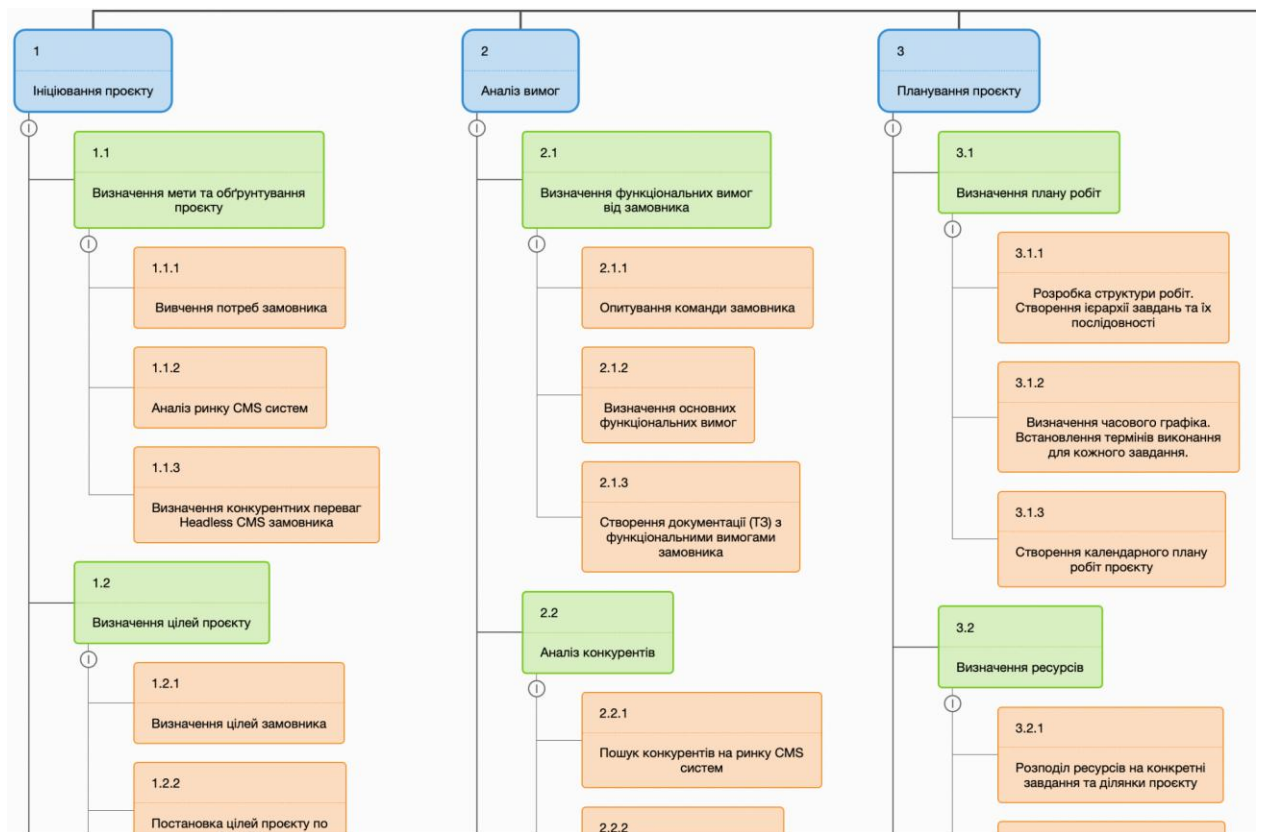 1
Ініціювання проєкту
1.1
Визначення мети та обґрунтування
проєкту
1.1.1
Вивчення потреб замовника
1.1.2
Аналіз ринку CMS систем
1.1.3
Визначення конкурентних переваг
Headless CMS замовника
1.2
Визначення цілей проєкту
1.2.1
Визначення цілей замовника
1.2.2
Постановка цілей проєкту по
2
Аналіз вимог
2.1
Визначення функціональних вимог
від замовника
2.1.1
Опитування команди замовника
2.1.2
Визначення основних
функціональних вимог
2.1.3
Створення документації (ТЗ) з
функціональними вимогами
замовника
2.2
Аналіз конкурентів
2.2.1
Пошук конкурентів на ринку CMS
систем
2.2.2
3
Планування проєкту
3.1
Визначення плану робіт
3.1.1
Розробка структури робіт.
Створення ієрархії завдань та їх
послідовності
3.1.2
Визначення часового графіка.
Встановлення термінів виконання
для кожного завдання.
3.1.3
Створення календарного плану
робіт проєкту
3.2
Визначення ресурсів
3.2.1
Розподіл ресурсів на конкретні
завдання та ділянки проєкту